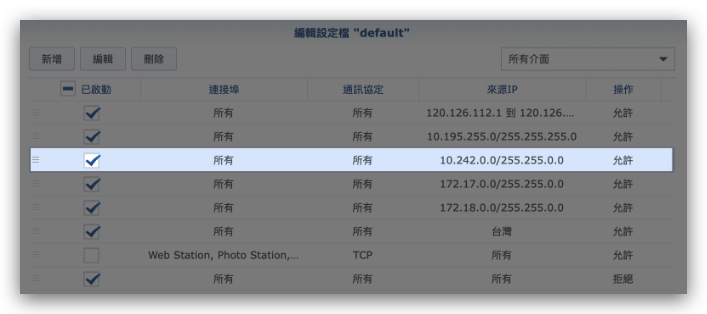 編輯設定檔 "default"
新增 編輯 刪除 所有介面
已啟動 連接埠 通訊協定 來源IP 操作
所有 所有 120.126.112.1 到 120.126.... 允許
所有 所有 10.195.255.0/255.255.255.0 允許
所有 所有 10.242.0.0/255.255.0.0 允許
所有 所有 172.17.0.0/255.255.0.0 允許
所有 所有 172.18.0.0/255.255.0.0 允許
所有 所有 台灣 允許
Web Station, Photo Station,... TCP 所有 允許
所有 所有 所有 拒絕